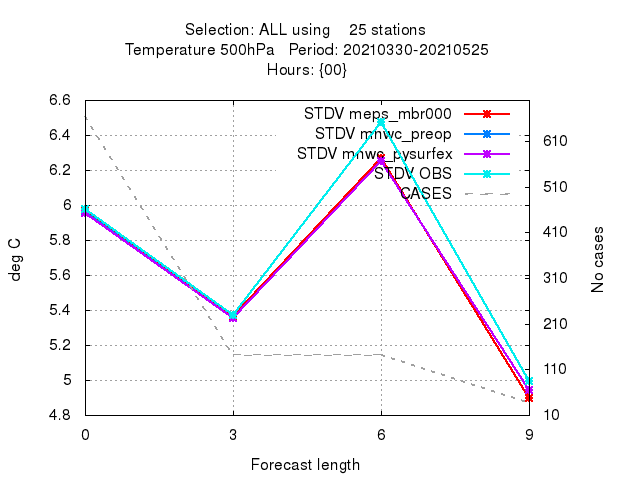 Selection: ALL using    25 stations
Temperature 500hPa   Period: 20210330-20210525
Hours: {00}
STDV meps_mbr000
STDV mnwc_preop
STDV mnwc_pysurfex
STDV OBS
CASES
6.6
6.4
6.2
6
5.8
5.6
5.4
5.2
5
4.8
deg C
610
510
410
310
210
110
10
No cases
0 3 6 9
Forecast length